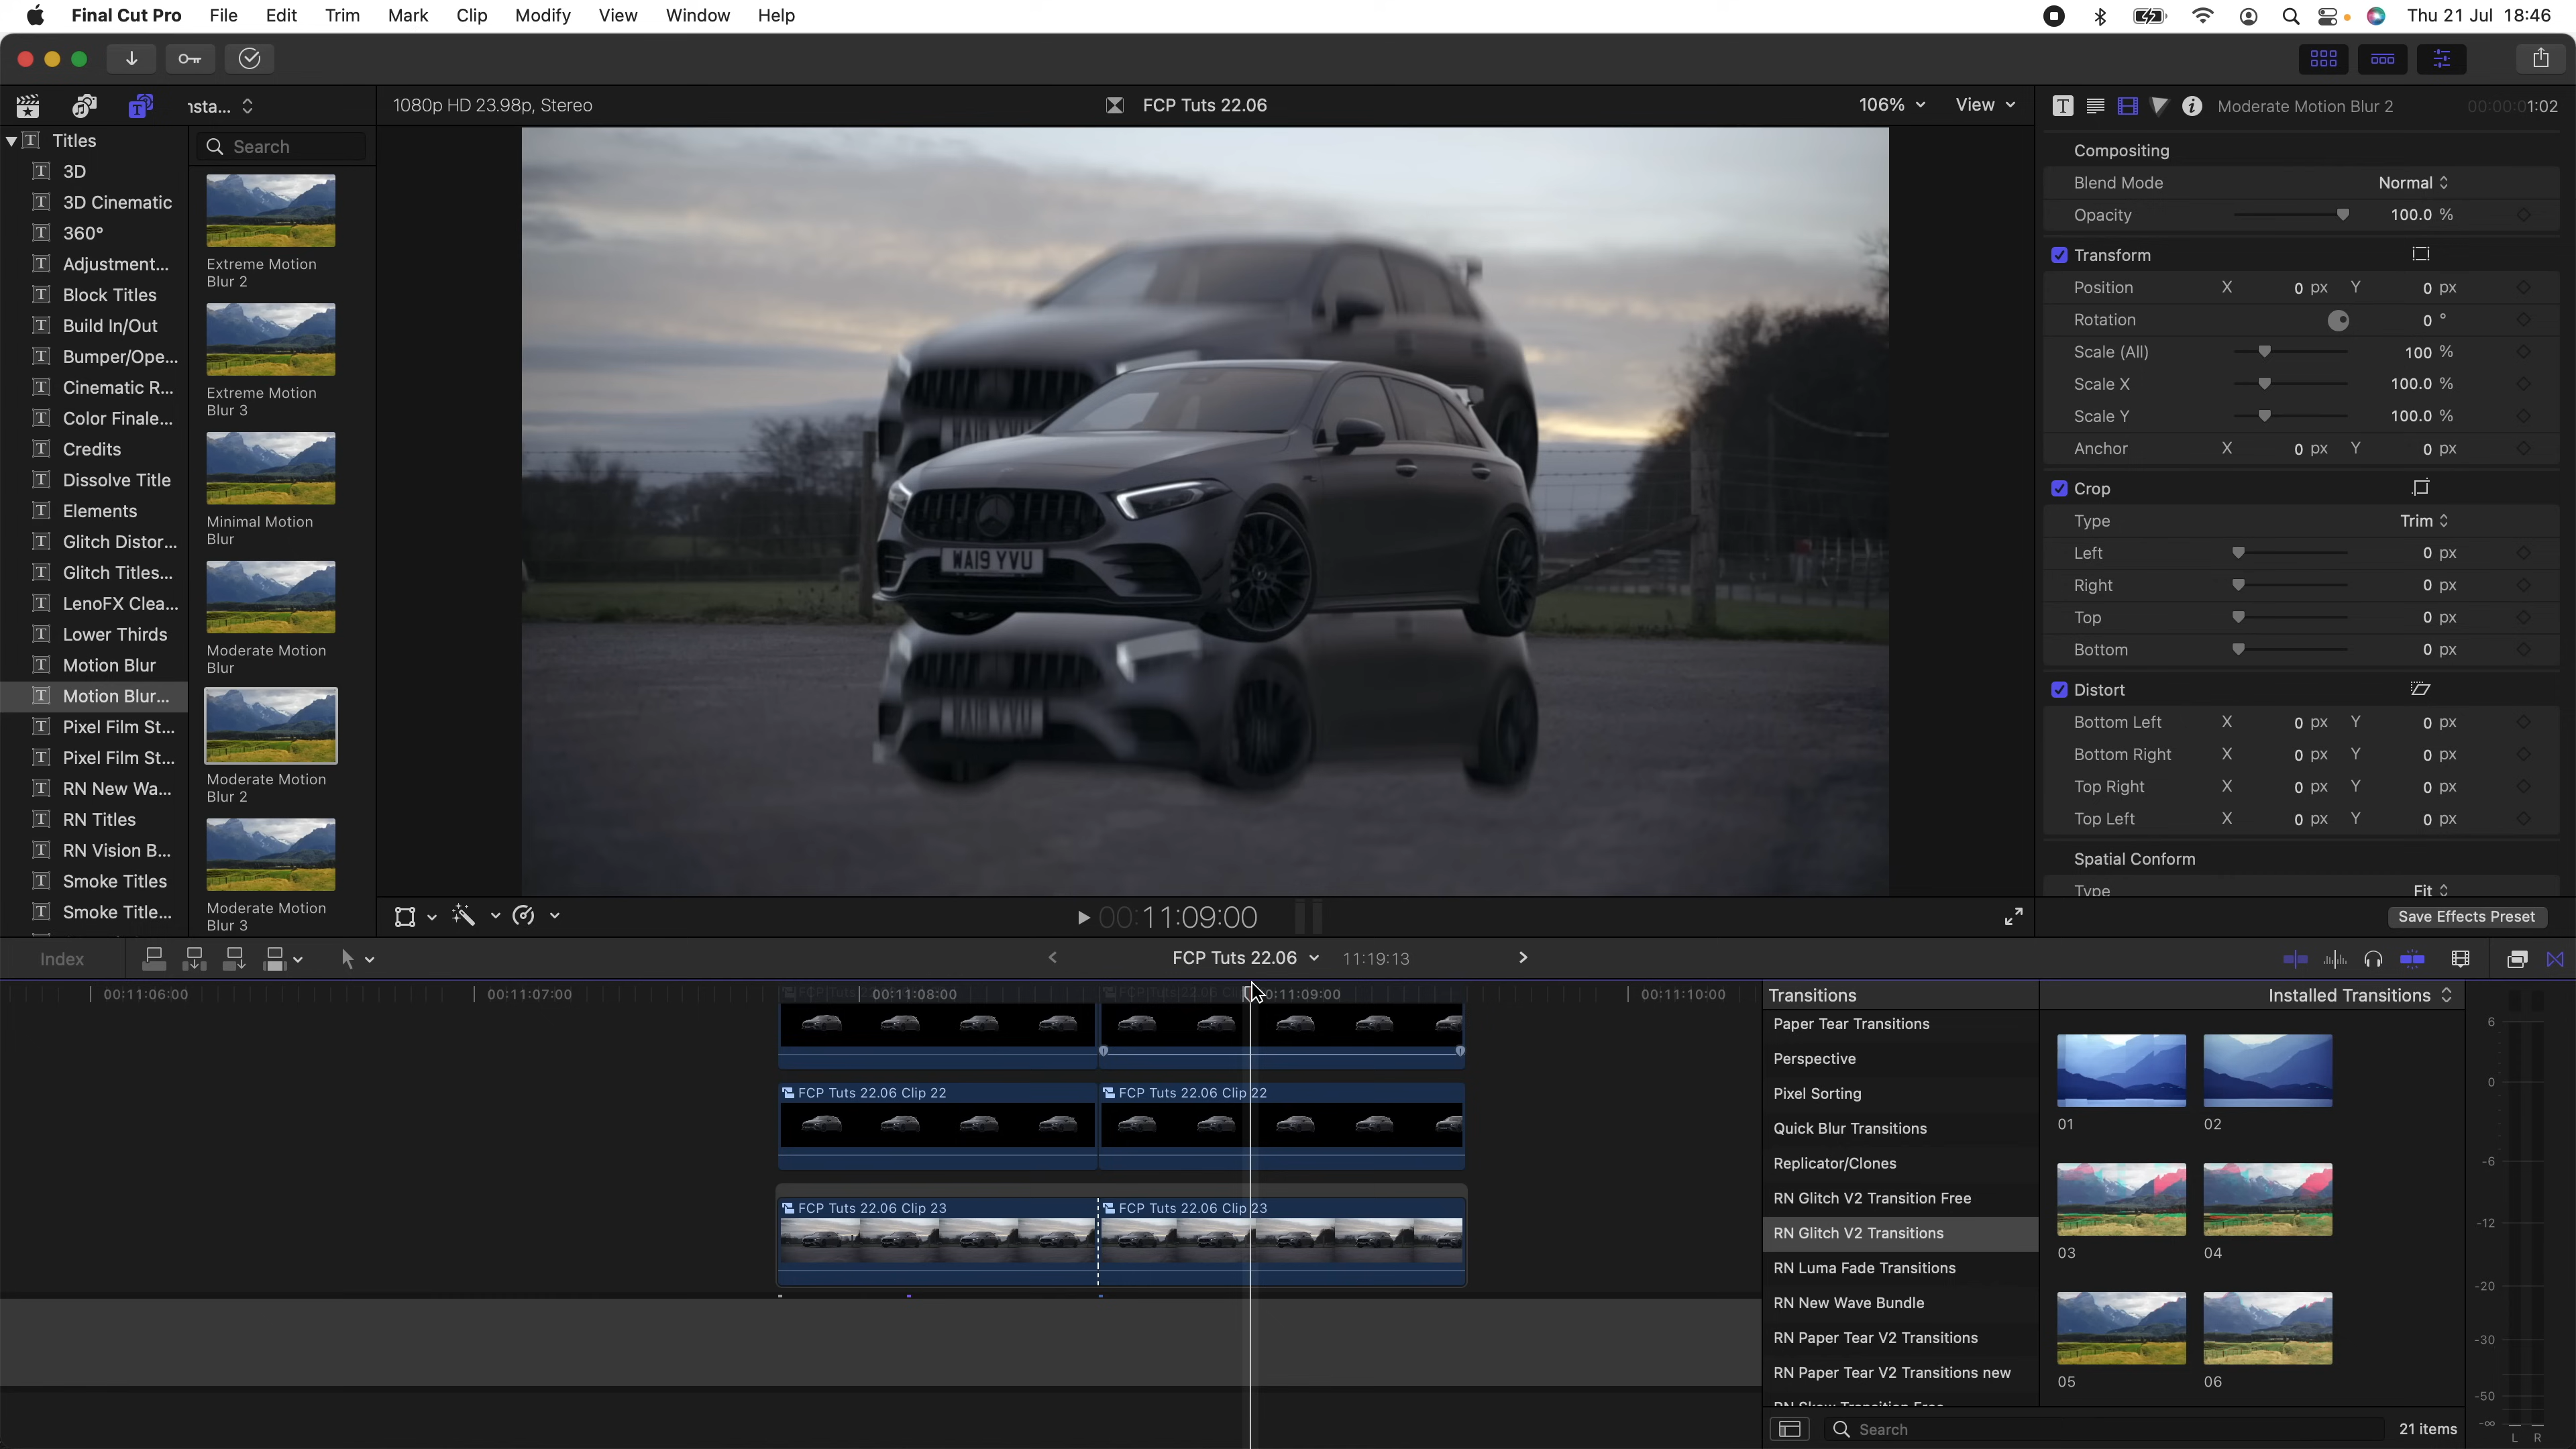 Final Cut Pro File Edit Trim Mark Clip Modify View Window Help Thu 21 Jul 18:46
nsta...
1080p HD 23.98p, Stereo
FCP Tuts 22.06
106%
View
Moderate Motion Blur 2
00:00:01:02
Titles
3D
3D Cinematic
360°
Adjustment...
Block Titles
Build In/Out
Bumper/Ope...
Cinematic R...
Color Finale...
Credits
Dissolve Title
Elements
Glitch Distor...
Glitch Titles...
LenoFX Clea...
Lower Thirds
Motion Blur
Motion Blur...
Pixel Film St...
Pixel Film St...
RN New Wa...
RN Titles
RN Vision B...
Smoke Titles
Smoke Title...
Search
Extreme Motion
Blur 2
Extreme Motion
Blur 3
Minimal Motion
Blur
Moderate Motion
Blur
Moderate Motion
Blur 2
Moderate Motion
Blur 3
WA19 YVU
Compositing
Blend Mode Normal
Opacity 100.0 %
Transform
Position X 0 px Y 0 px
Rotation 0 °
Scale (All) 100 %
Scale X 100.0 %
Scale Y 100.0 %
Anchor X 0 px Y 0 px
Crop
Type Trim
Left 0 px
Right 0 px
Top 0 px
Bottom 0 px
Distort
Bottom Left X 0 px Y 0 px
Bottom Right X 0 px Y 0 px
Top Right X 0 px Y 0 px
Top Left X 0 px Y 0 px
Spatial Conform
Type Fit
Save Effects Preset
00:11:09:00
Index
FCP Tuts 22.06
11:19:13
00:11:06:00
00:11:07:00
00:11:08:00
00:11:09:00
00:11:10:00
FCP Tuts 22.06 Clip 22
FCP Tuts 22.06 Clip 22
FCP Tuts 22.06 Clip 23
FCP Tuts 22.06 Clip 23
Transitions
Installed Transitions
Paper Tear Transitions
Perspective
Pixel Sorting
Quick Blur Transitions
Replicator/Clones
RN Glitch V2 Transition Free
RN Glitch V2 Transitions
RN Luma Fade Transitions
RN New Wave Bundle
RN Paper Tear V2 Transitions
RN Paper Tear V2 Transitions new
01
02
03
04
05
06
Search
21 items
6
0
-6
-12
-20
-30
-50
-∞
L R